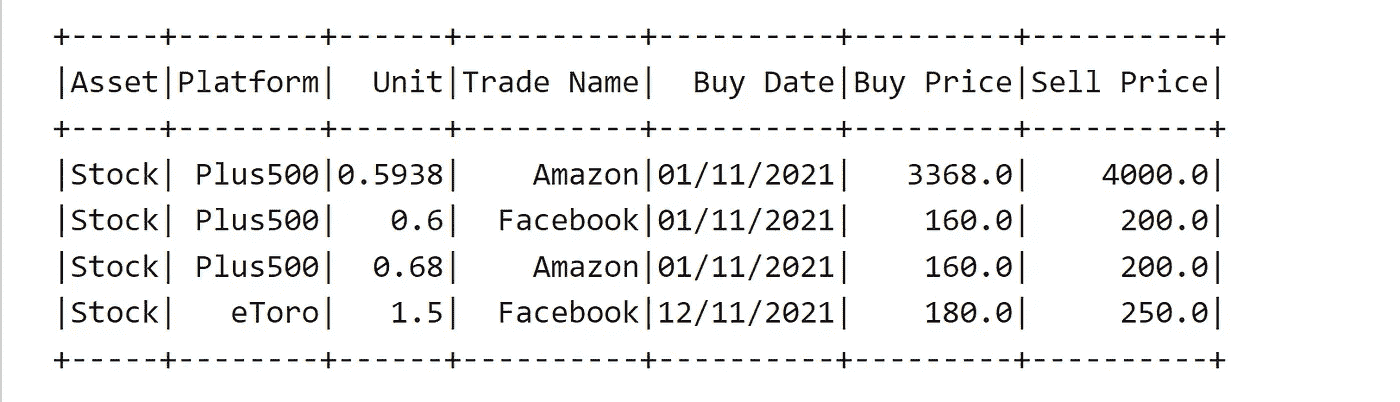 +-----+--------+------+----------+----------+---------+----------+
|Asset|Platform|  Unit|Trade Name|  Buy Date|Buy Price|Sell Price|
+-----+--------+------+----------+----------+---------+----------+
|Stock| Plus500|0.5938|    Amazon|01/11/2021|   3368.0|    4000.0|
|Stock| Plus500|   0.6|  Facebook|01/11/2021|    160.0|     200.0|
|Stock| Plus500|  0.68|    Amazon|01/11/2021|    160.0|     200.0|
|Stock|   eToro|   1.5|  Facebook|12/11/2021|    180.0|     250.0|
+-----+--------+------+----------+----------+---------+----------+